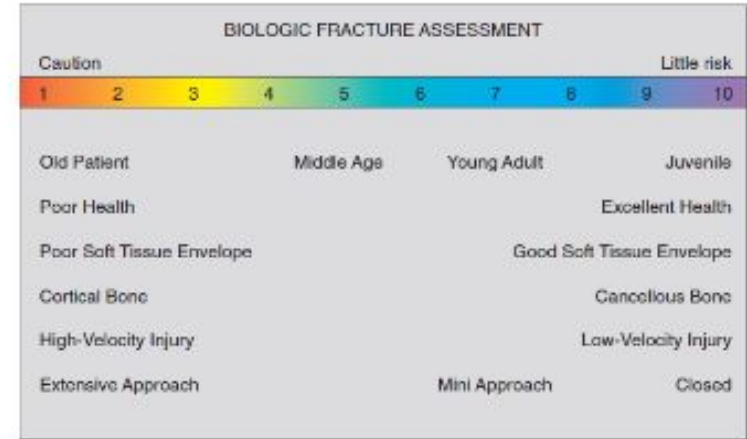 BIOLOGIC FRACTURE ASSESSMENT
Caution Little risk
1 2 3 4 5 6 7 8 9 10
Old Patient Middle Age Young Adult Juvenile
Poor Health Excellent Health
Poor Soft Tissue Envelope Good Soft Tissue Envelope
Cortical Bone Cancellous Bone
High-Velocity Injury Low-Velocity Injury
Extensive Approach Mini Approach Closed